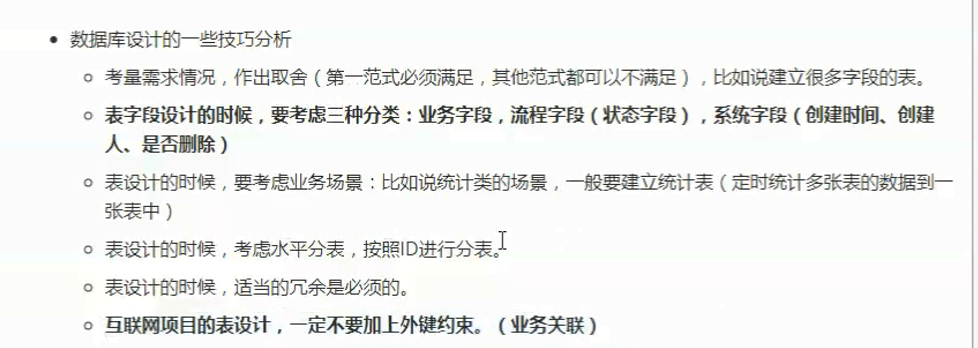 数据库设计的一些技巧分析
考量需求情况，作出取舍（第一范式必须满足，其他范式都可以不满足），比如说建立很多字段的表。
表字段设计的时候，要考虑三种分类：业务字段，流程字段（状态字段），系统字段（创建时间、创建
人、是否删除）
表设计的时候，要考虑业务场景：比如说统计类的场景，一般要建立统计表（定时统计多张表的数据到一
张表中）
表设计的时候，考虑水平分表，按照ID进行分表。
表设计的时候，适当的冗余是必须的。
互联网项目的表设计，一定不要加上外键约束。（业务关联）